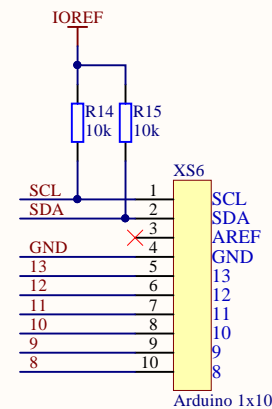 IOREF
R14 R15
10k 10k
XS6
SCL 1 SCL
SDA 2 SDA
3 AREF
GND 4 GND
13 5 13
12 6 12
11 7 11
10 8 10
9 9 9
8 10 8
Arduino 1x10